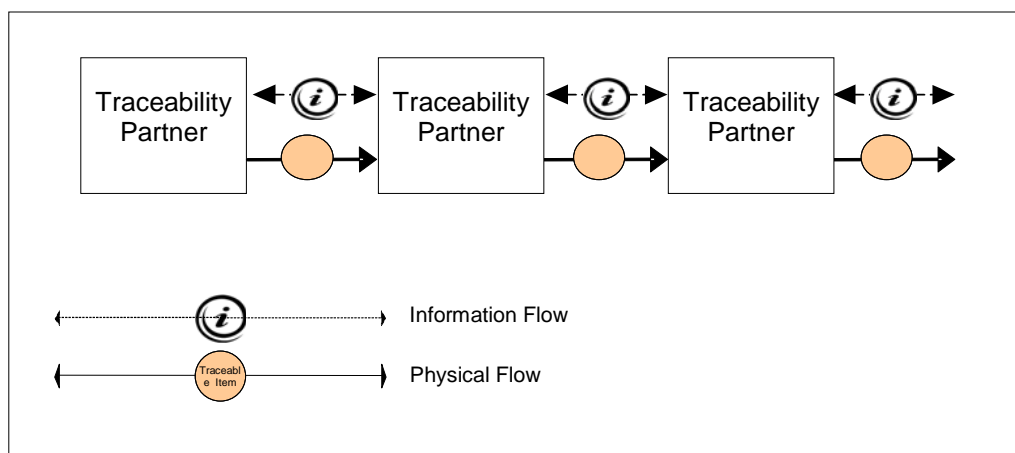 Traceability
Partner
Traceability
Partner
Traceability
Partner
i
i
i
i
Information Flow
Traceabl
e Item
Physical Flow